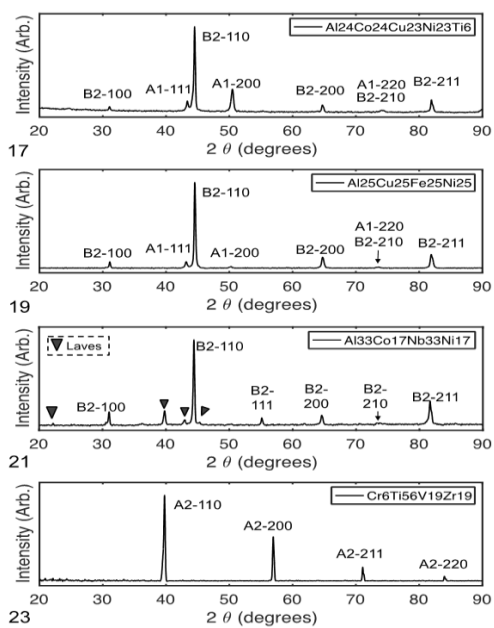 Intensity (Arb.)
Al24Co24Cu23Ni23Ti6
B2-110
B2-100
A1-111
A1-200
B2-200
A1-220
B2-210
B2-211
20 30 40 50 60 70 80 90
2 θ (degrees)
17
Intensity (Arb.)
Al25Cu25Fe25Ni25
B2-110
B2-100
A1-111
A1-200
B2-200
A1-220
B2-210
B2-211
20 30 40 50 60 70 80 90
2 θ (degrees)
19
Intensity (Arb.)
Laves
Al33Co17Nb33Ni17
B2-110
B2-100
B2-
111
B2-
200
B2-
210
B2-211
20 30 40 50 60 70 80 90
2 θ (degrees)
21
Intensity (Arb.)
Cr6Ti56V19Zr19
A2-110
A2-200
A2-211
A2-220
20 30 40 50 60 70 80 90
2 θ (degrees)
23